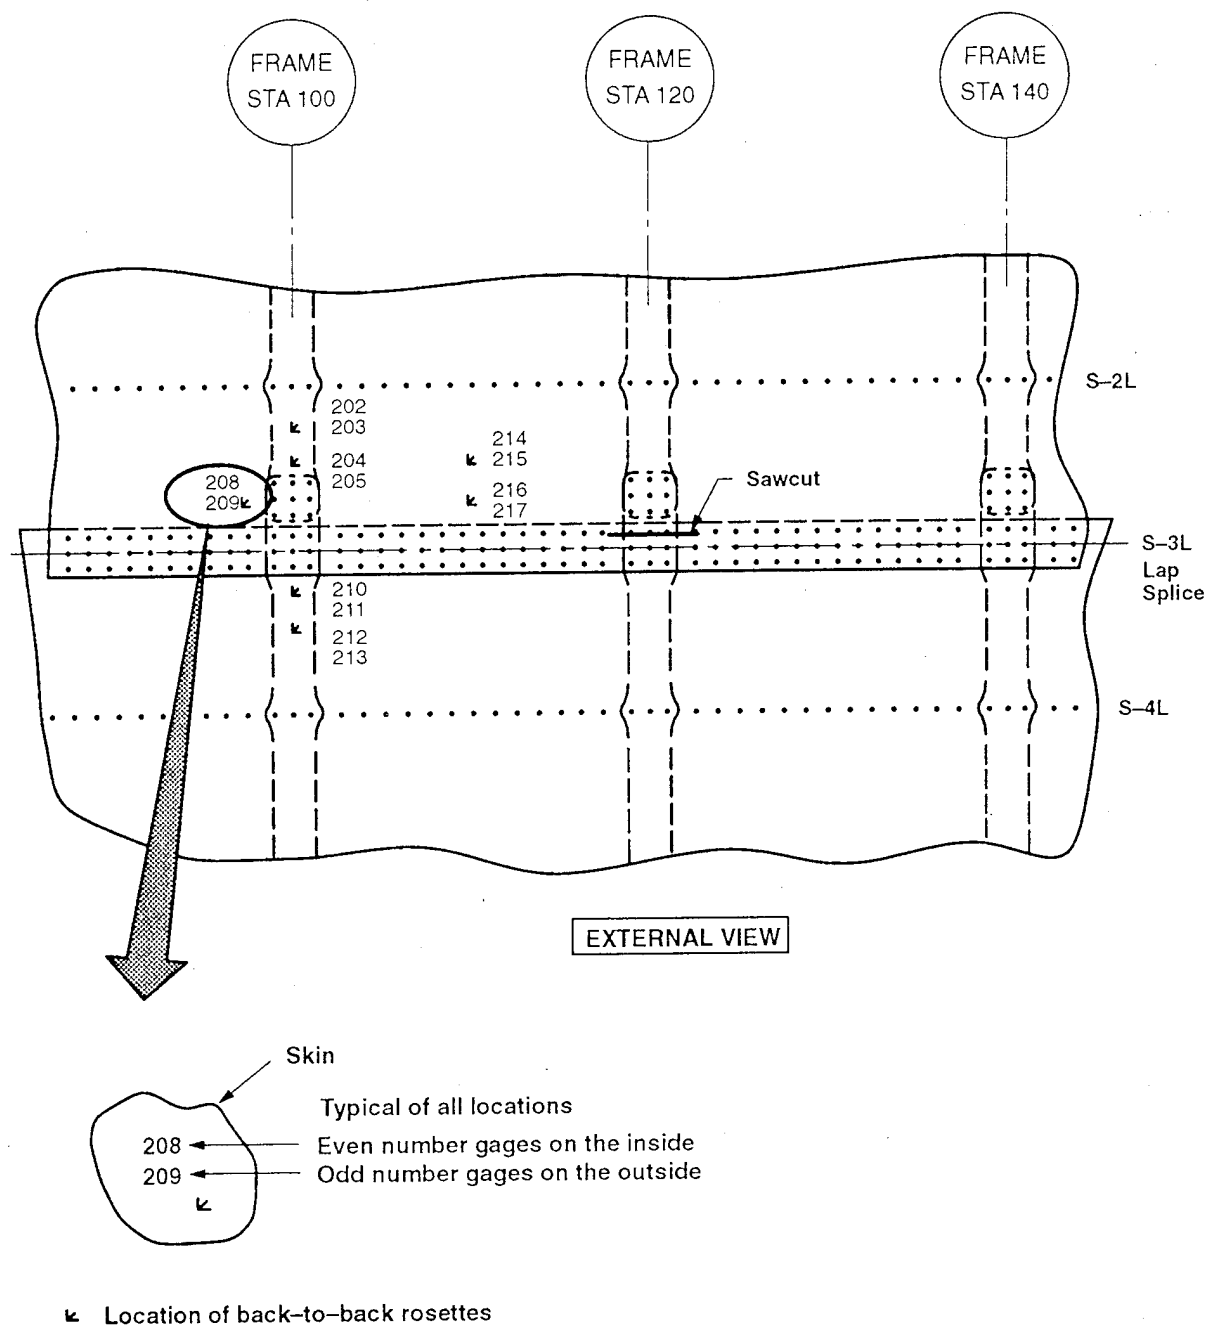 FRAME
STA 100
FRAME
STA 120
FRAME
STA 140
S–2L
202
203
204
205
208
209
214
215
216
217
Sawcut
S–3L
Lap
Splice
210
211
212
213
S–4L
EXTERNAL VIEW
Skin
Typical of all locations
208
Even number gages on the inside
209
Odd number gages on the outside
Location of back–to–back rosettes